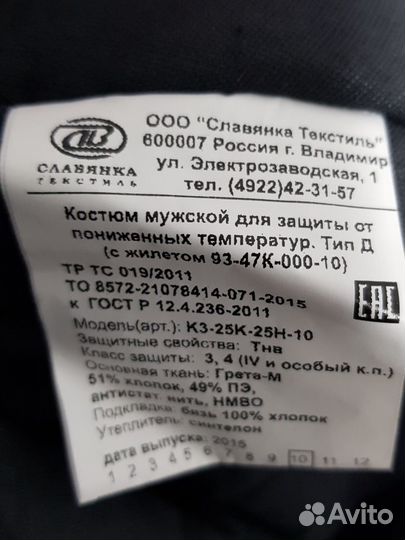 ООО "Славянка Текстиль"
600007 Россия г. Владимир
ул. Электрозаводская, 1
тел. (4922)42-31-57
СЛАВЯНКА
ТЕКСТИЛЬ
Костюм мужской для защиты от
пониженных температур. Тип Д
(с жилетом 93-47К-000-10)
ТР ТС 019/2011
ТО 8572-21078414-071-2015
к ГОСТ Р 12.4.236-2011
EAC
Модель(арт.): К3-25К-25Н-10
Защитные свойства: Тнв
Класс защиты: 3, 4 (IV и особый к.п.)
Основная ткань: Грета-М
51% хлопок, 49% ПЭ,
антистат. нить, НМВО
Подкладка: бязь 100% хлопок
Утеплитель: синтепон
дата выпуска: 2015
1 2 3 4 5 6 7 8 9 10 11 12
Avito